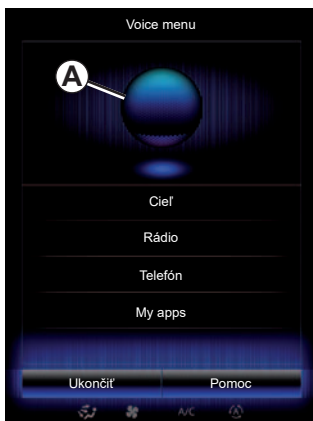 Voice menu
A
Cieľ
Rádio
Telefón
My apps
Ukončiť Pomoc
A/C A